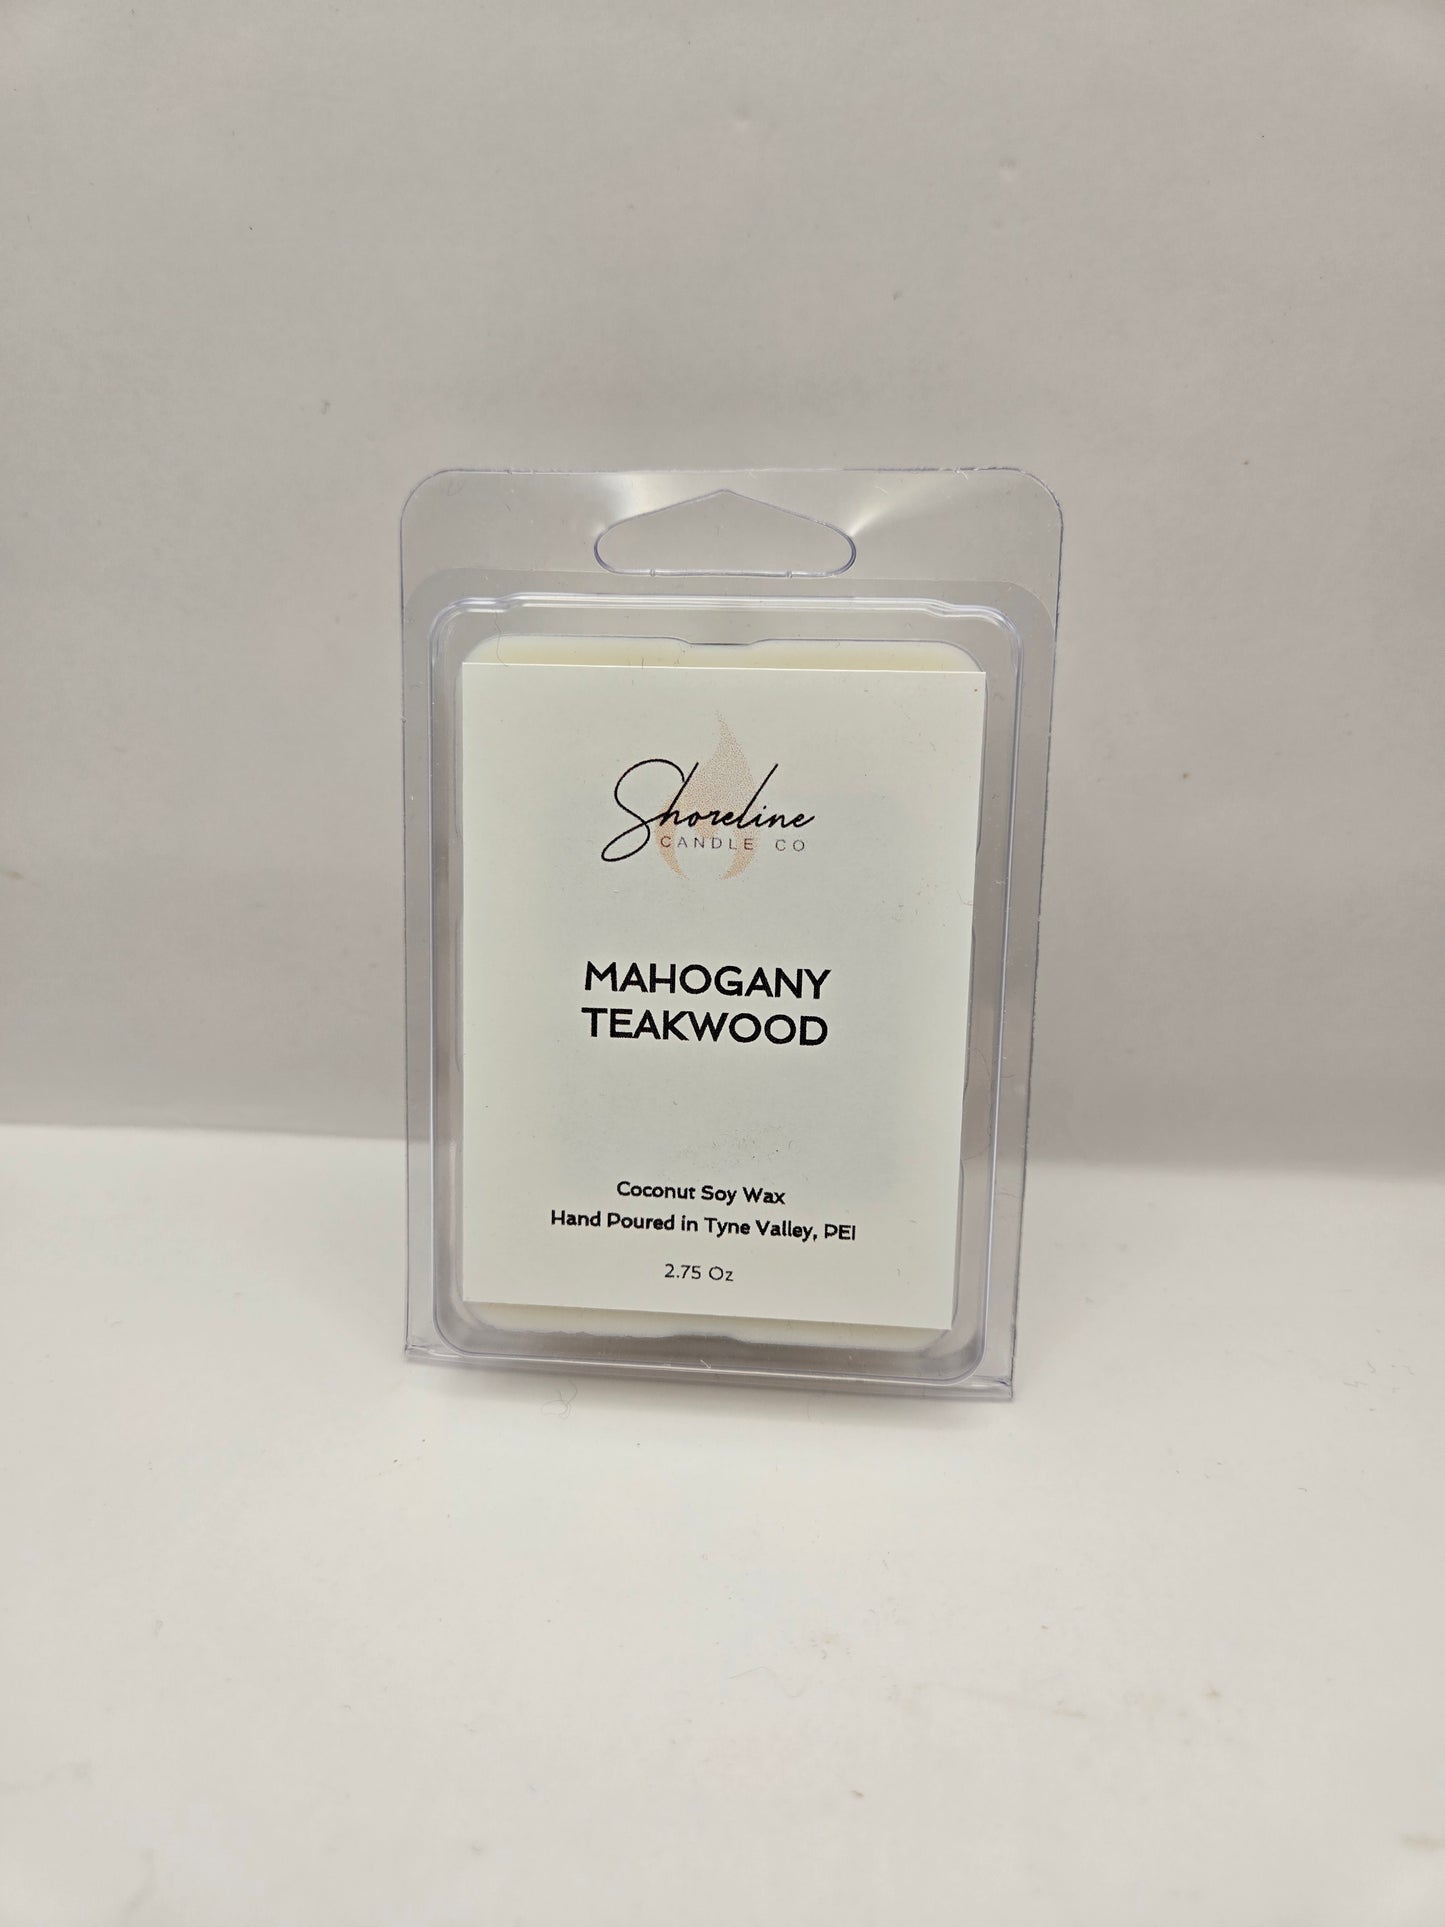 Shoreline
CANDLE CO
MAHOGANY
TEAKWOOD
Coconut Soy Wax
Hand Poured in Tyne Valley, PEI
2.75 Oz